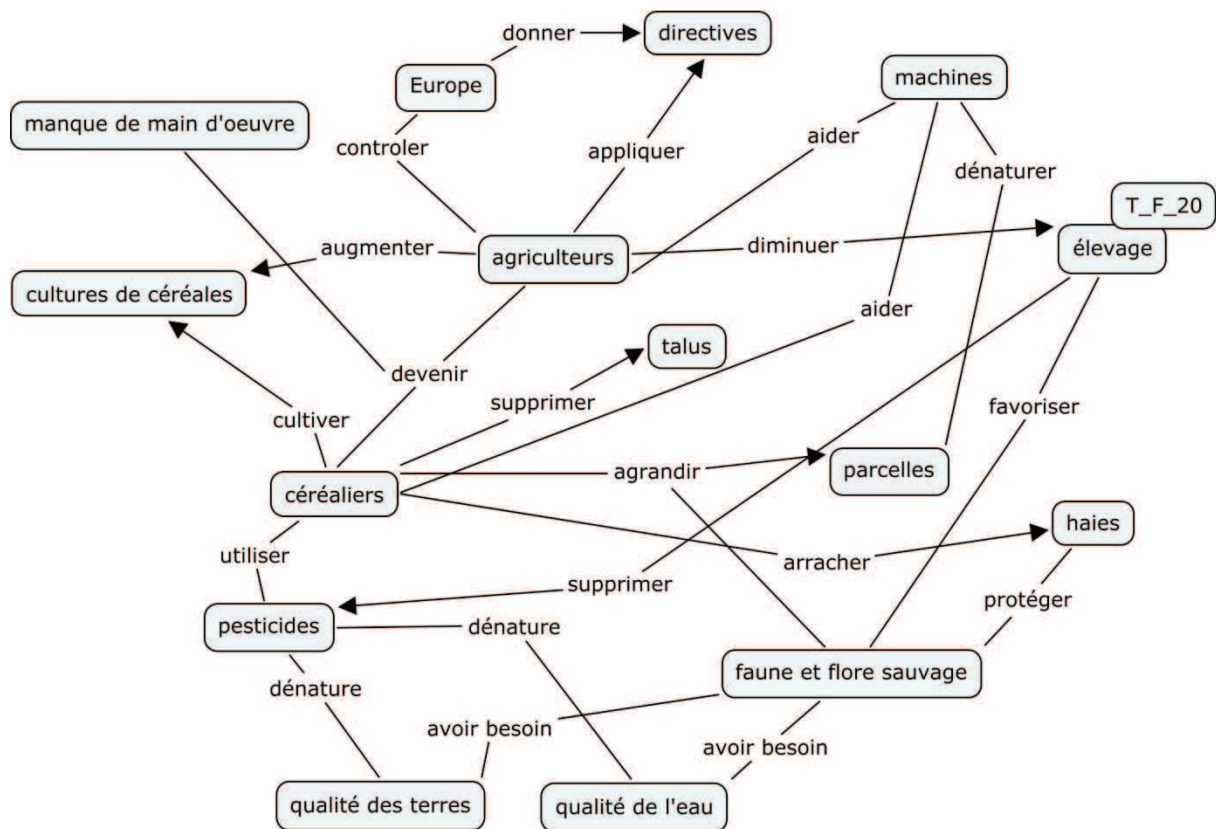 donner
directives
Europe
machines
manque de main d'oeuvre
controler
appliquer
aider
dénaturer
T_F_20
augmenter
agriculteurs
diminuer
élevage
cultures de céréales
aider
talus
devenir
supprimer
cultiver
favoriser
céréaliers
agrandir
parcelles
haies
utiliser
arracher
supprimer
protéger
pesticides
dénature
faune et flore sauvage
dénature
avoir besoin
avoir besoin
qualité des terres
qualité de l'eau